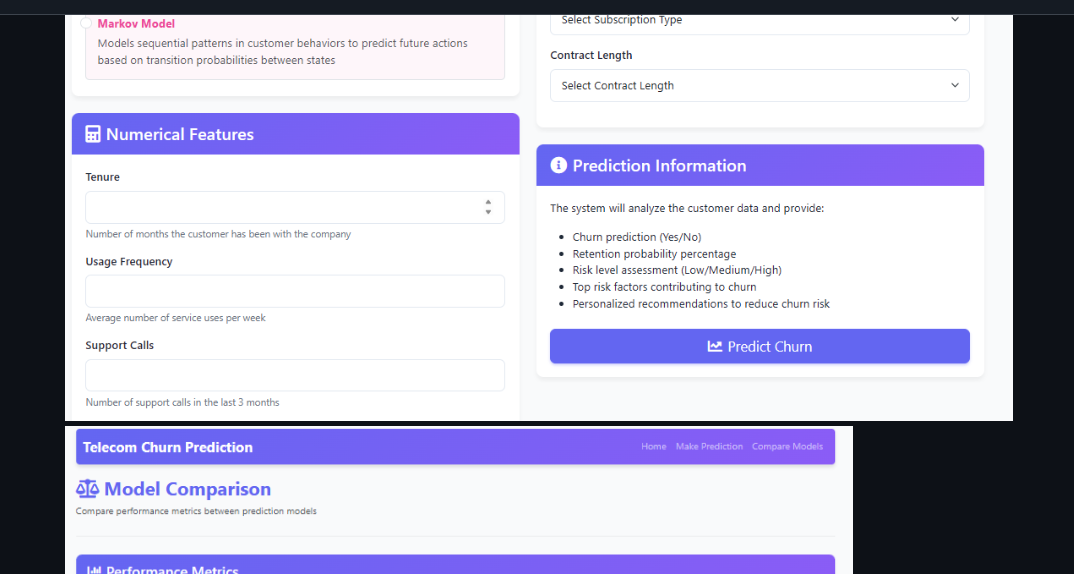 Markov Model
Models sequential patterns in customer behaviors to predict future actions
based on transition probabilities between states
Numerical Features
Tenure
Number of months the customer has been with the company
Usage Frequency
Average number of service uses per week
Support Calls
Number of support calls in the last 3 months
Select Subscription Type
Contract Length
Select Contract Length
Prediction Information
The system will analyze the customer data and provide:
Churn prediction (Yes/No)
Retention probability percentage
Risk level assessment (Low/Medium/High)
Top risk factors contributing to churn
Personalized recommendations to reduce churn risk
Predict Churn
Telecom Churn Prediction
Home Make Prediction Compare Models
Model Comparison
Compare performance metrics between prediction models
Performance Metrics